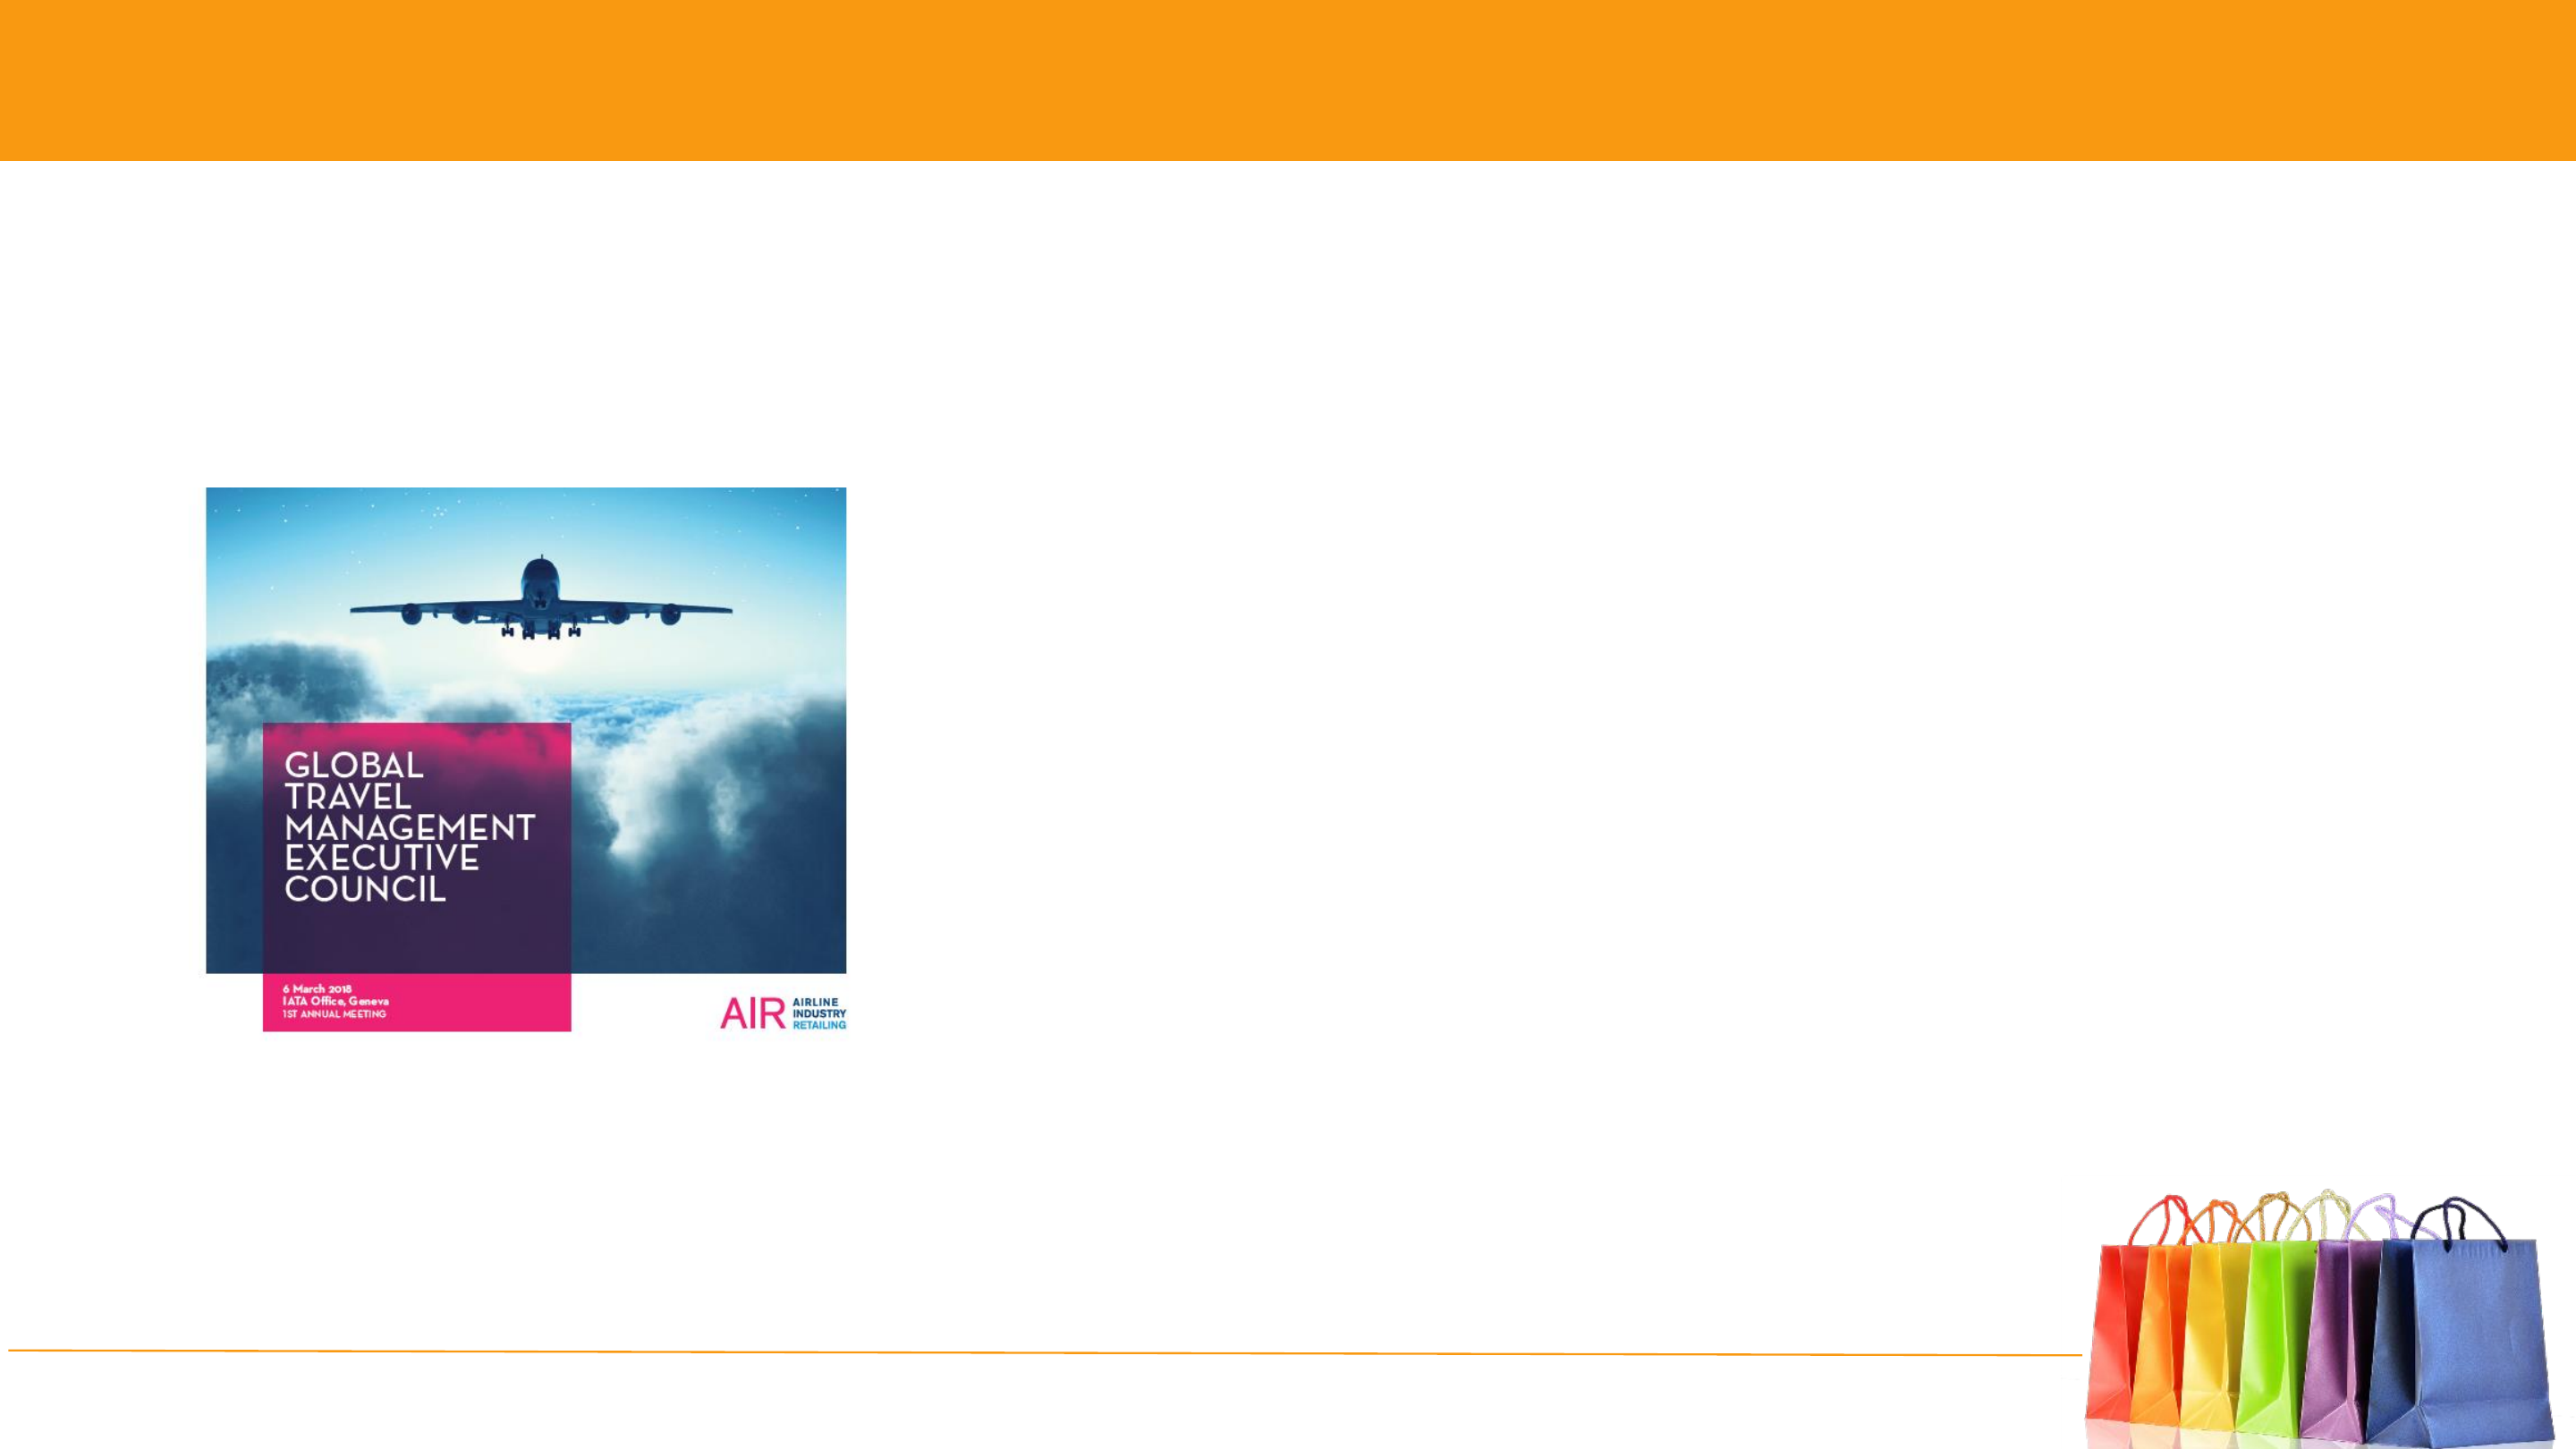 GLOBAL
TRAVEL
MANAGEMENT
EXECUTIVE
COUNCIL
6 March 2018
IATA Office, Geneva
1ST ANNUAL MEETING
AIR
AIRLINE
INDUSTRY
RETAILING